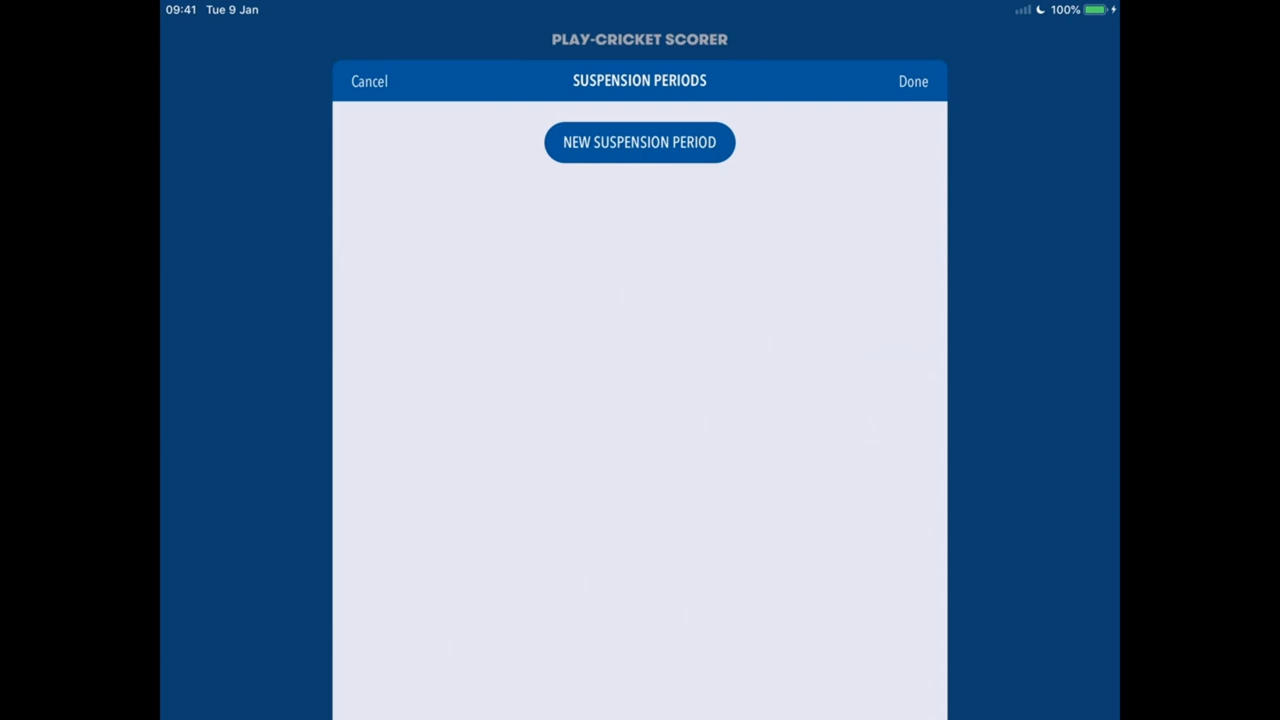 09:41 Tue 9 Jan 100%
PLAY-CRICKET SCORER
Cancel SUSPENSION PERIODS Done
NEW SUSPENSION PERIOD